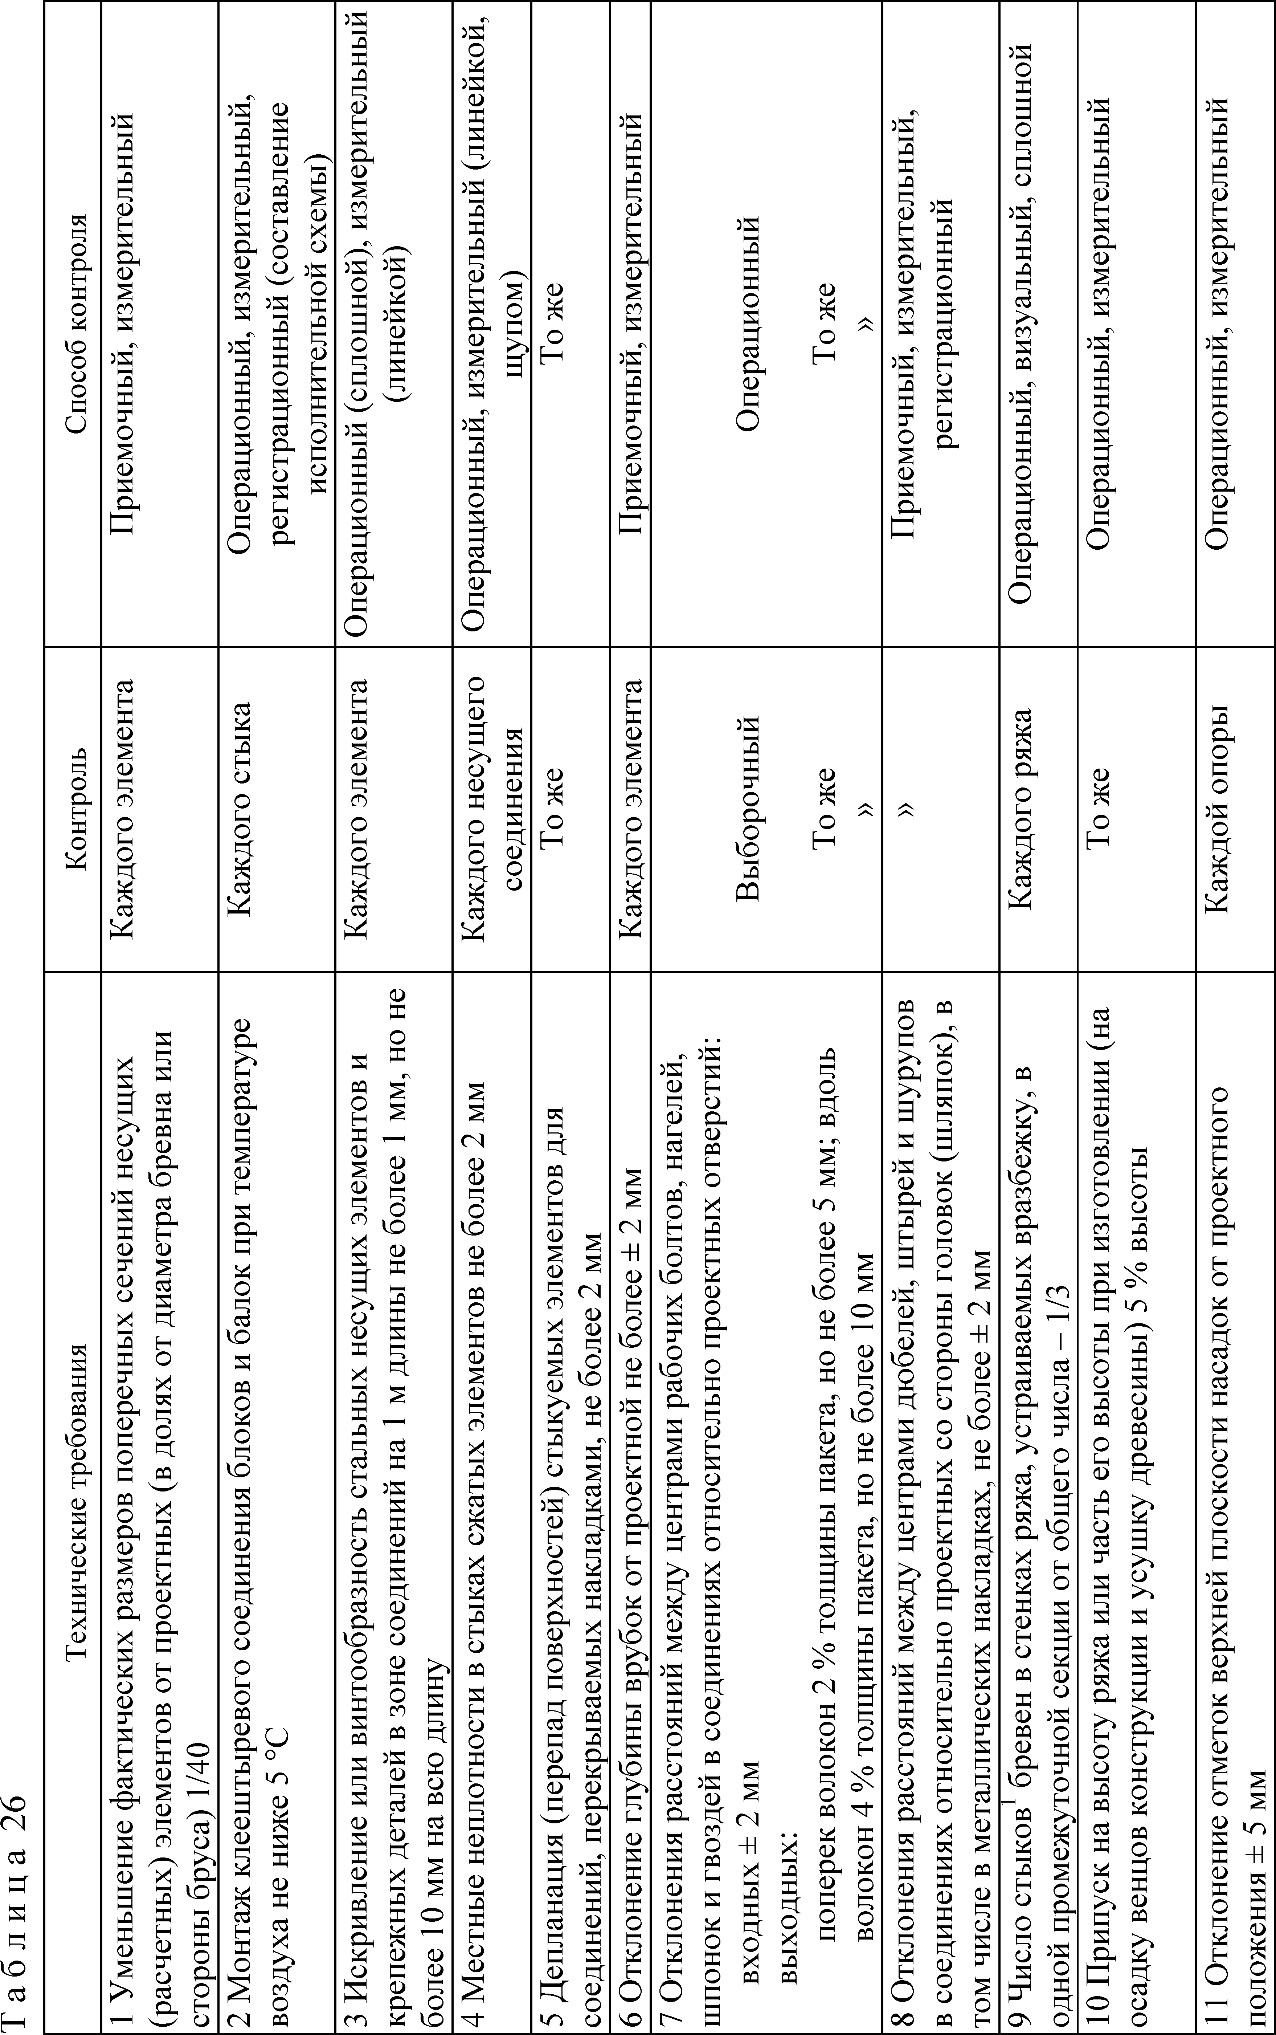 Т а б л и ц а  26
Технические требования
Контроль
Способ контроля
1 Уменьшение фактических размеров поперечных сечений несущих
(расчетных) элементов от проектных (в долях от диаметра бревна или
стороны бруса) 1/40
Каждого элемента
Приемочный, измерительный
2 Монтаж клеештыревого соединения блоков и балок при температуре
воздуха не ниже 5 °С
Каждого стыка
Операционный, измерительный,
регистрационный (составление
исполнительной схемы)
3 Искривление или винтообразность стальных несущих элементов и
крепежных деталей в зоне соединений на 1 м длины не более 1 мм, но не
более 10 мм на всю длину
Каждого элемента
Операционный (сплошной), измерительный
(линейкой)
4 Местные неплотности в стыках сжатых элементов не более 2 мм
Каждого несущего
соединения
Операционный, измерительный (линейкой,
щупом)
5 Депланация (перепад поверхностей) стыкуемых элементов для
соединений, перекрываемых накладками, не более 2 мм
То же
То же
6 Отклонение глубины врубок от проектной не более ± 2 мм
Каждого элемента
Приемочный, измерительный
7 Отклонения расстояний между центрами рабочих болтов, нагелей,
шпонок и гвоздей в соединениях относительно проектных отверстий:
входных ± 2 мм
Выборочный
Операционный
выходных:
поперек волокон 2 % толщины пакета, но не более 5 мм; вдоль
То же
То же
волокон 4 % толщины пакета, но не более 10 мм
»
»
8 Отклонения расстояний между центрами дюбелей, штырей и шурупов
в соединениях относительно проектных со стороны головок (шляпок), в
том числе в металлических накладках, не более ± 2 мм
»
Приемочный, измерительный,
регистрационный
9 Число стыков¹ бревен в стенках ряжа, устраиваемых вразбежку, в
одной промежуточной секции от общего числа – 1/3
Каждого ряжа
Операционный, визуальный, сплошной
10 Припуск на высоту ряжа или часть его высоты при изготовлении (на
осадку венцов конструкции и усушку древесины) 5 % высоты
То же
Операционный, измерительный
11 Отклонение отметок верхней плоскости насадок от проектного
положения ± 5 мм
Каждой опоры
Операционный, измерительный